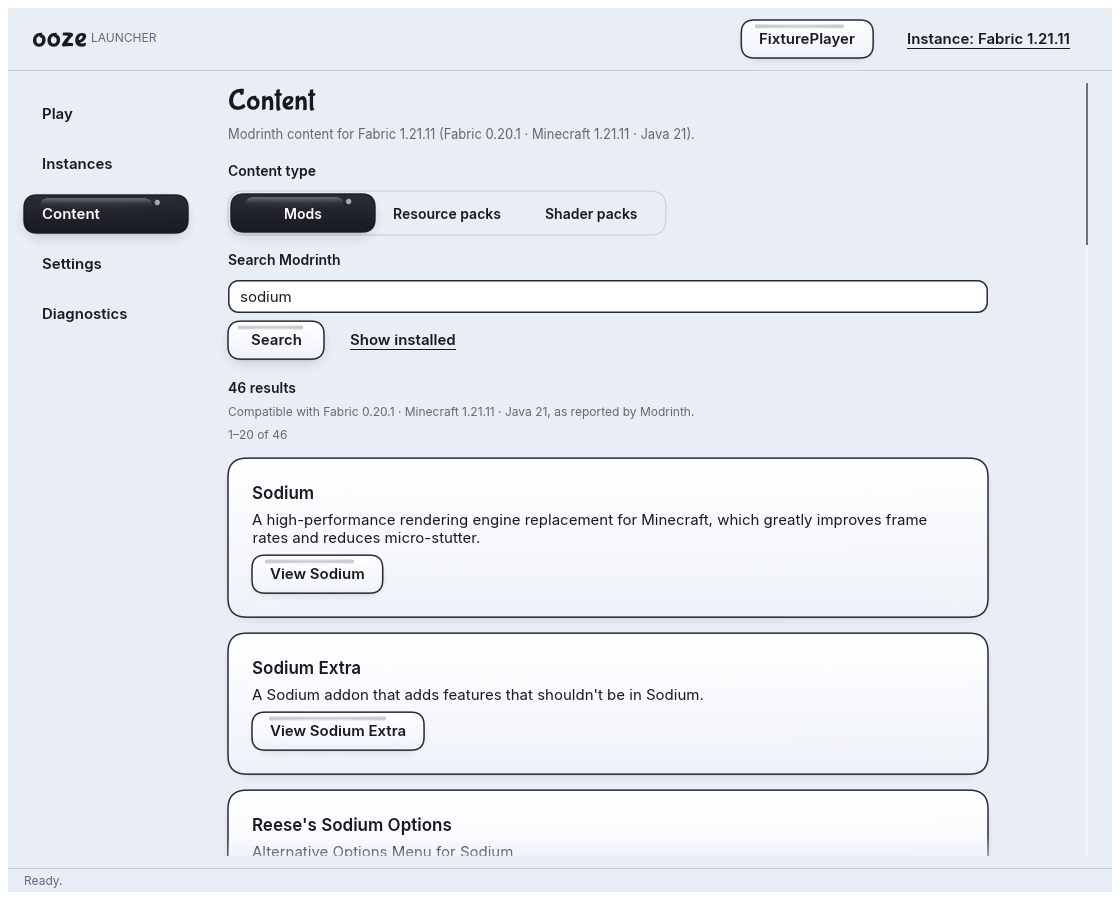 ooze LAUNCHER
FixturePlayer
Instance: Fabric 1.21.11
Play
Instances
Content
Settings
Diagnostics
Content
Modrinth content for Fabric 1.21.11 (Fabric 0.20.1 · Minecraft 1.21.11 · Java 21).
Content type
Mods
Resource packs
Shader packs
Search Modrinth
sodium
Search
Show installed
46 results
Compatible with Fabric 0.20.1 · Minecraft 1.21.11 · Java 21, as reported by Modrinth.
1–20 of 46
Sodium
A high-performance rendering engine replacement for Minecraft, which greatly improves frame
rates and reduces micro-stutter.
View Sodium
Sodium Extra
A Sodium addon that adds features that shouldn't be in Sodium.
View Sodium Extra
Reese's Sodium Options
Alternative Options Menu for Sodium
Ready.